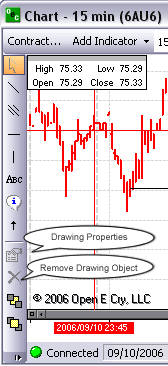 Chart - 15 min (6AU6)
Contract... Add Indicator 15
High 75.33 Low 75.29
Open 75.29 Close 75.33
ABC
Drawing Properties
Remove Drawing Object
© 2006 Open E Cry, LLC
2006/09/10 23:45
Connected 09/10/2006